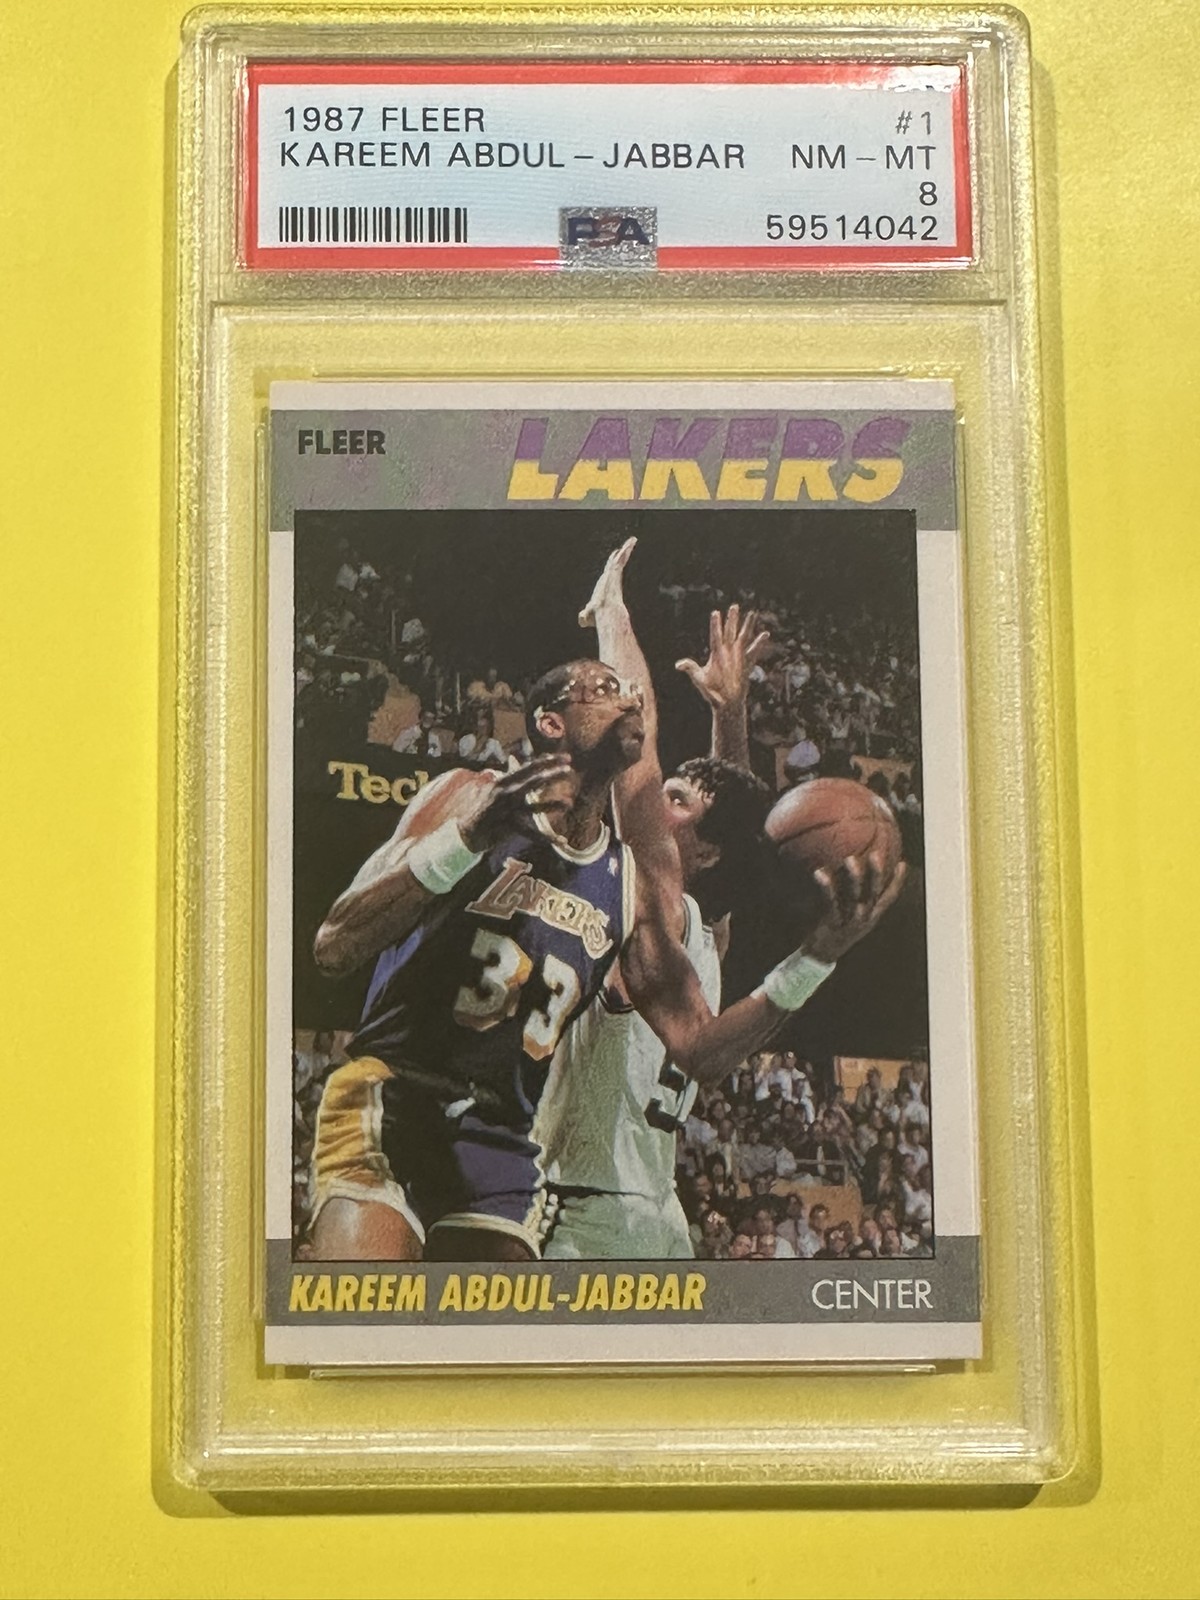 1987 FLEER #1
KAREEM ABDUL-JABBAR NM-MT
8
PSA 59514042
FLEER LAKERS
Tec
LAKERS
33
KAREEM ABDUL-JABBAR CENTER